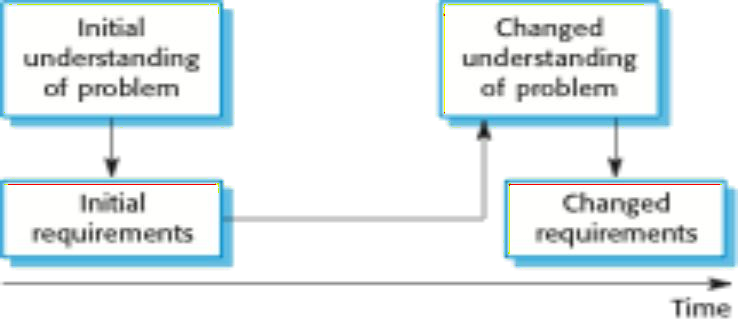 Initial
understanding
of problem
Changed
understanding
of problem
Initial
requirements
Changed
requirements
Time